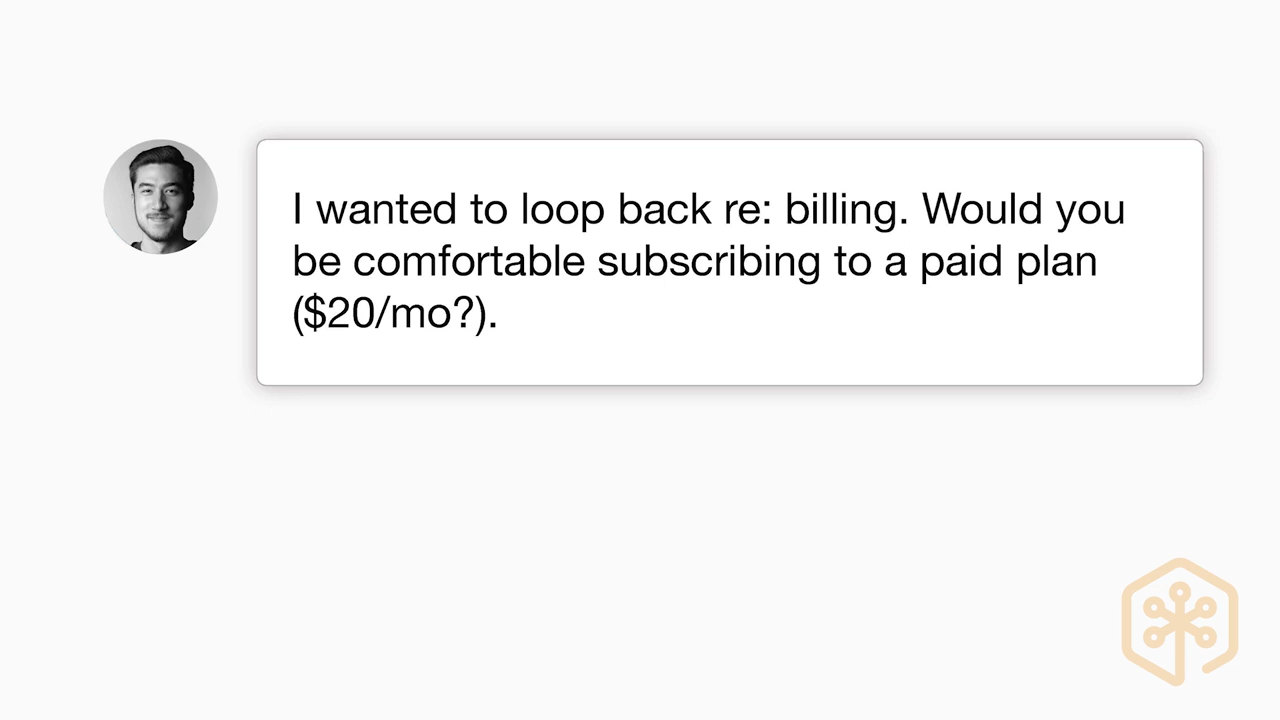 I wanted to loop back re: billing. Would you
be comfortable subscribing to a paid plan
($20/mo?).